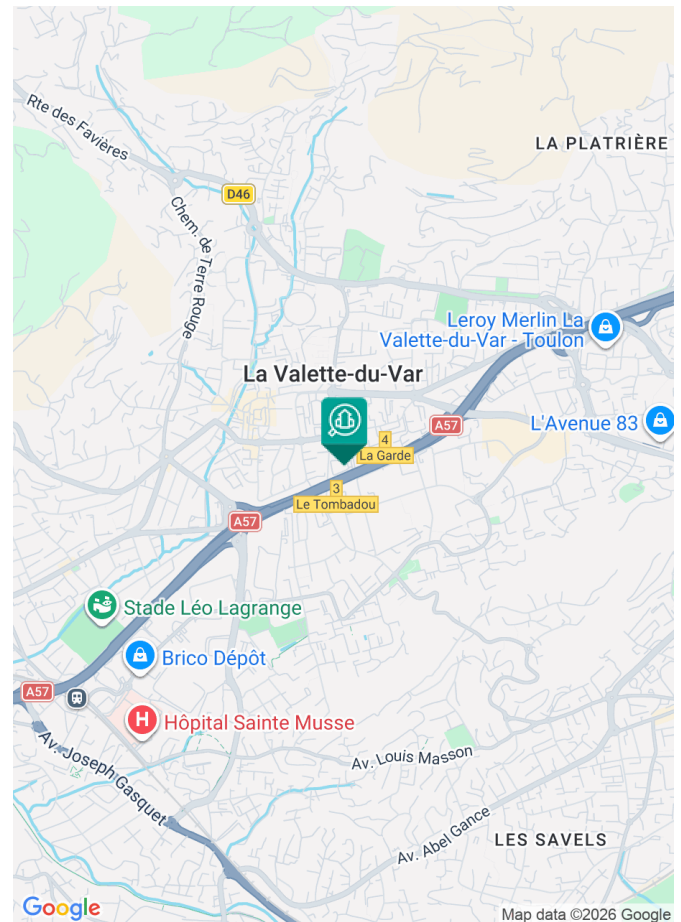 Rte des Favières
LA PLATRIÈRE
D46
Chem. de Terre Rouge
Leroy Merlin La
Valette-du-Var - Toulon
La Valette-du-Var
L'Avenue 83
A57
4
La Garde
3
Le Tombadou
A57
Stade Léo Lagrange
Brico Dépôt
A57
H
Hôpital Sainte Musse
Av. Joseph Gasquet
Av. Louis Masson
Av. Abel Gance
LES SAVELS
Google
Map data ©2026 Google